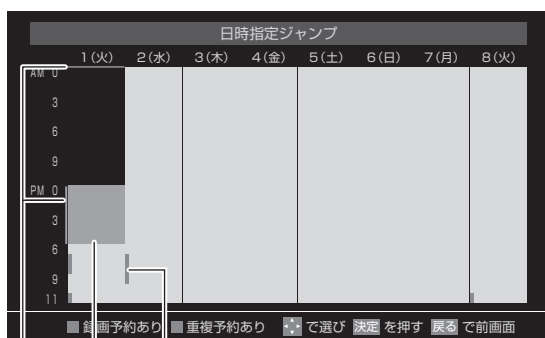 日時指定ジャンプ
1(火) 2(水) 3(木) 4(金) 5(土) 6(日) 7(月) 8(火)
AM 0
3
6
9
PM 0
3
6
9
11
録画予約あり 重複予約あり で選び 決定 を押す 戻る で前画面